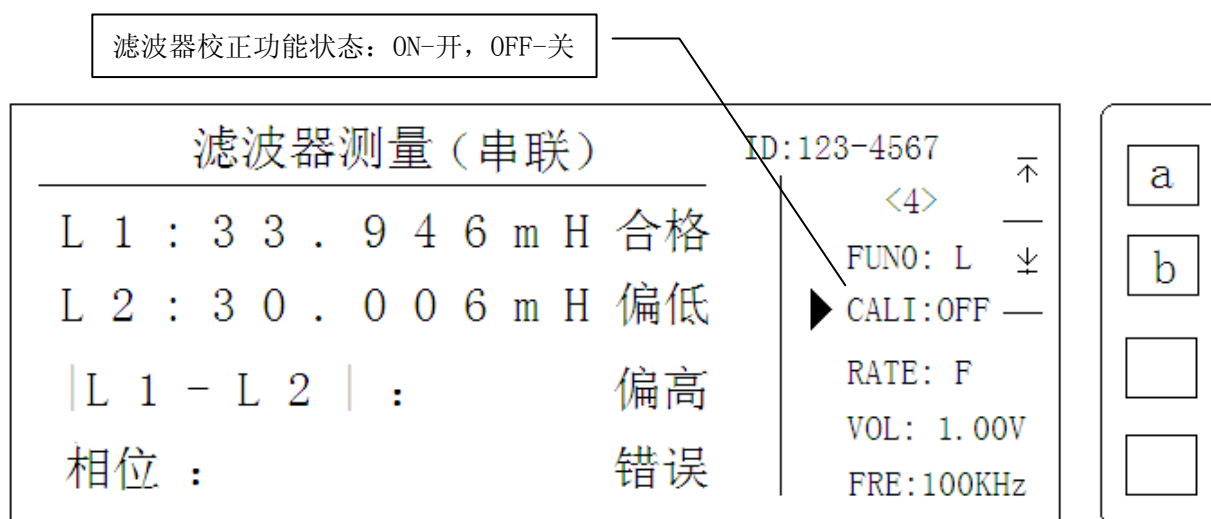 滤波器校正功能状态：ON-开，OFF-关
滤波器测量（串联）
L1:33.946mH 合格
L2:30.006mH 偏低
|L1-L2|： 偏高
相位： 错误
ID:123-4567
<4>
FUNO: L
CALI:OFF
RATE: F
VOL: 1.00V
FRE:100KHz
a
b